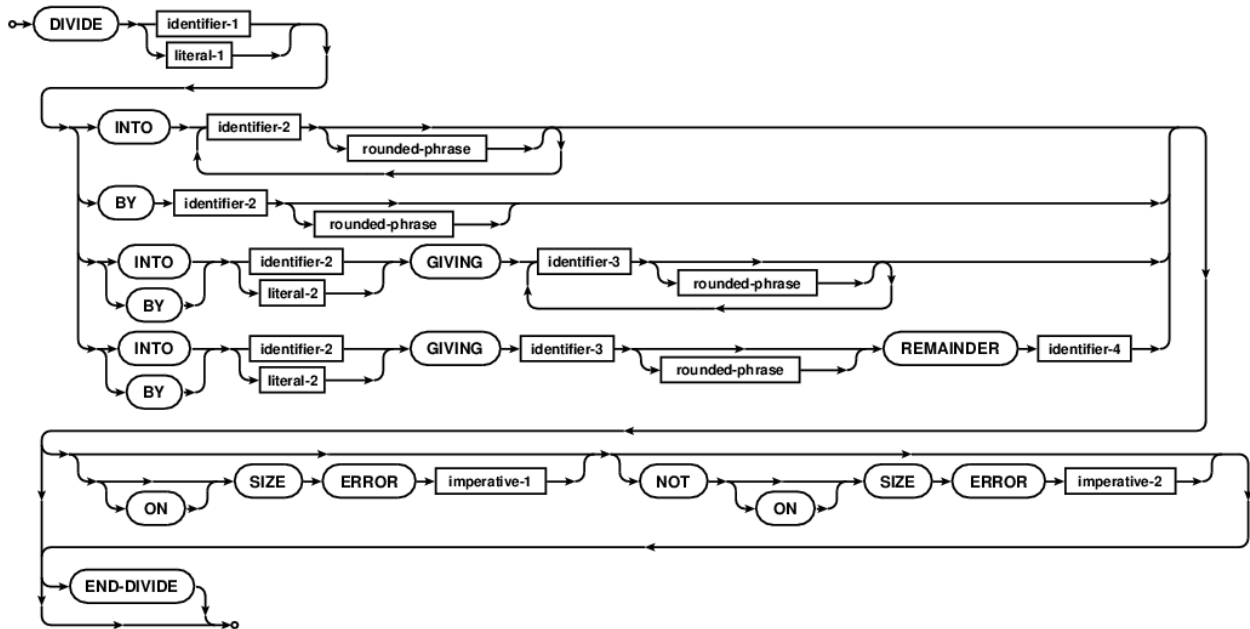 DIVIDE identifier-1
literal-1
INTO identifier-2
rounded-phrase
BY identifier-2
rounded-phrase
INTO identifier-2 GIVING identifier-3
BY literal-2 rounded-phrase
INTO identifier-2 GIVING identifier-3 REMAINDER identifier-4
BY literal-2 rounded-phrase
SIZE ERROR imperative-1 NOT SIZE ERROR imperative-2
ON ON
END-DIVIDE